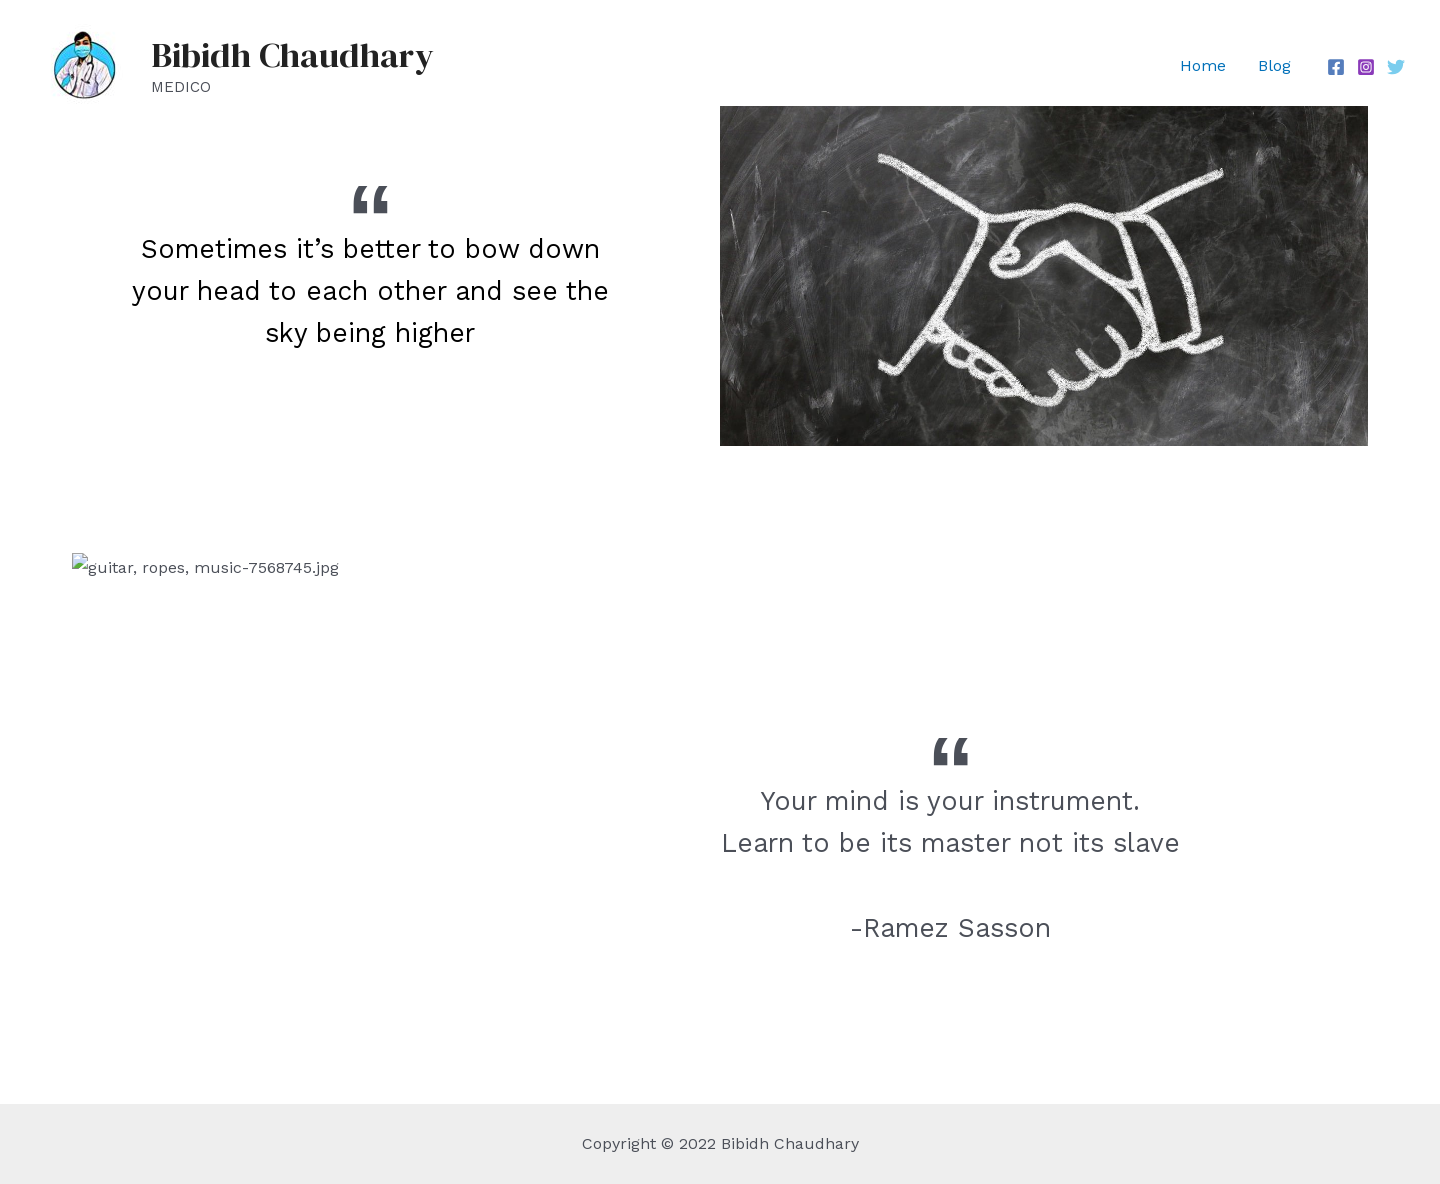 Bibidh Chaudhary
MEDICO
Home
Blog
“
Sometimes it’s better to bow down
your head to each other and see the
sky being higher
guitar, ropes, music-7568745.jpg
“
Your mind is your instrument.
Learn to be its master not its slave
-Ramez Sasson
Copyright © 2022 Bibidh Chaudhary